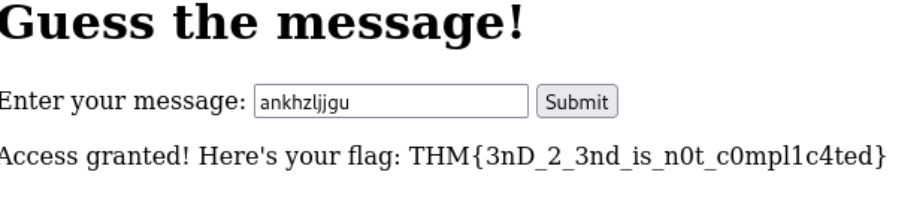 Guess the message!
Enter your message: ankhzljjgu Submit
Access granted! Here's your flag: THM{3nD_2_3nd_is_n0t_c0mpl1c4ted}